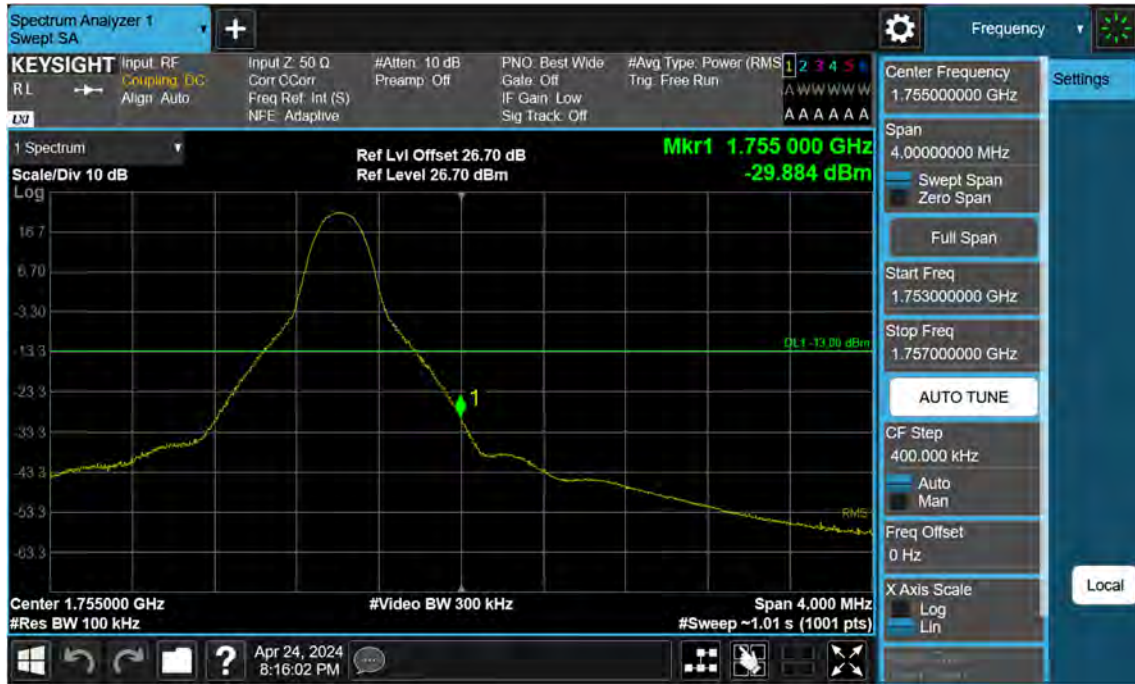 Spectrum Analyzer 1
Swept SA
+
Frequency
KEYSIGHT
RL
LXI
Input: RF
Coupling: DC
Align: Auto
Input Z: 50 Ω
Corr CCorr
Freq Ref: Int (S)
NFE: Adaptive
#Atten: 10 dB
Preamp: Off
PNO: Best Wide
Gate: Off
IF Gain: Low
Sig Track: Off
#Avg Type: Power (RMS
Trig: Free Run
1 2 3 4 5 6
A W W W W W
A A A A A A
1 Spectrum
Scale/Div 10 dB
Ref Lvl Offset 26.70 dB
Ref Level 26.70 dBm
Mkr1 1.755 000 GHz
-29.884 dBm
Log
16.7
6.70
-3.30
-13.3
-23.3
-33.3
-43.3
-53.3
-63.3
DL1 -13.00 dBm
1
RMS
Center 1.755000 GHz
#Res BW 100 kHz
#Video BW 300 kHz
Span 4.000 MHz
#Sweep ~1.01 s (1001 pts)
Center Frequency
1.755000000 GHz
Span
4.00000000 MHz
Swept Span
Zero Span
Full Span
Start Freq
1.753000000 GHz
Stop Freq
1.757000000 GHz
AUTO TUNE
CF Step
400.000 kHz
Auto
Man
Freq Offset
0 Hz
X Axis Scale
Log
Lin
Settings
Local
?
Apr 24, 2024
8:16:02 PM